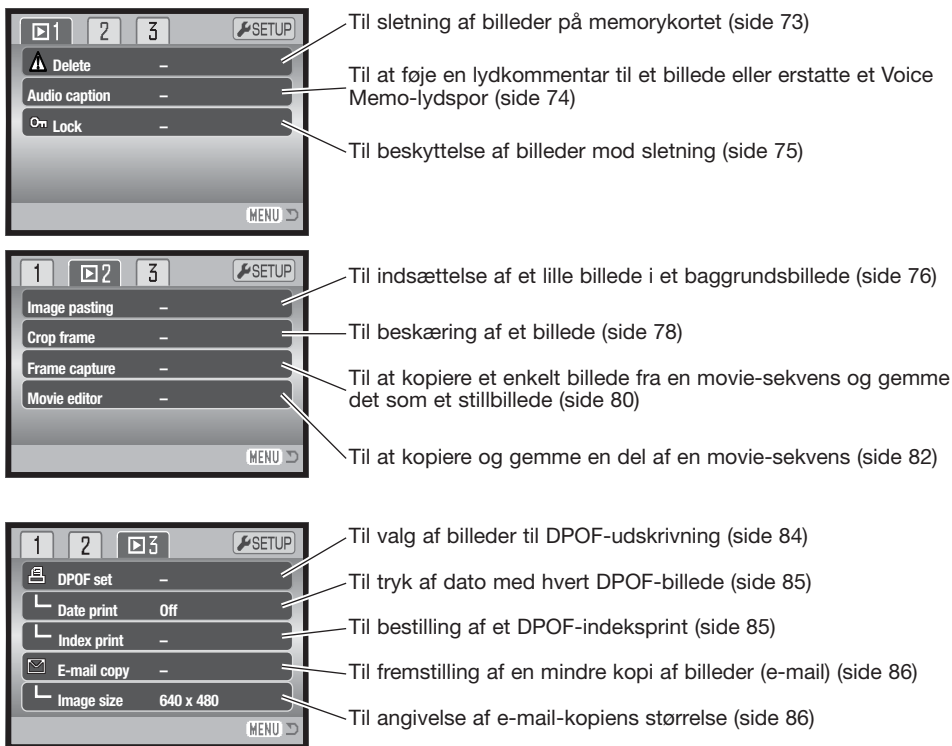 1 2 3 SETUP
Delete –
Audio caption –
Lock –
MENU
Til sletning af billeder på memorykortet (side 73)
Til at føje en lydkommentar til et billede eller erstatte et Voice
Memo-lydspor (side 74)
Til beskyttelse af billeder mod sletning (side 75)
1 2 3 SETUP
Image pasting –
Crop frame –
Frame capture –
Movie editor –
MENU
Til indsættelse af et lille billede i et baggrundsbillede (side 76)
Til beskæring af et billede (side 78)
Til at kopiere et enkelt billede fra en movie-sekvens og gemme
det som et stillbillede (side 80)
Til at kopiere og gemme en del af en movie-sekvens (side 82)
1 2 3 SETUP
DPOF set –
Date print Off
Index print –
E-mail copy –
Image size 640 x 480
MENU
Til valg af billeder til DPOF-udskrivning (side 84)
Til tryk af dato med hvert DPOF-billede (side 85)
Til bestilling af et DPOF-indeksprint (side 85)
Til fremstilling af en mindre kopi af billeder (e-mail) (side 86)
Til angivelse af e-mail-kopiens størrelse (side 86)